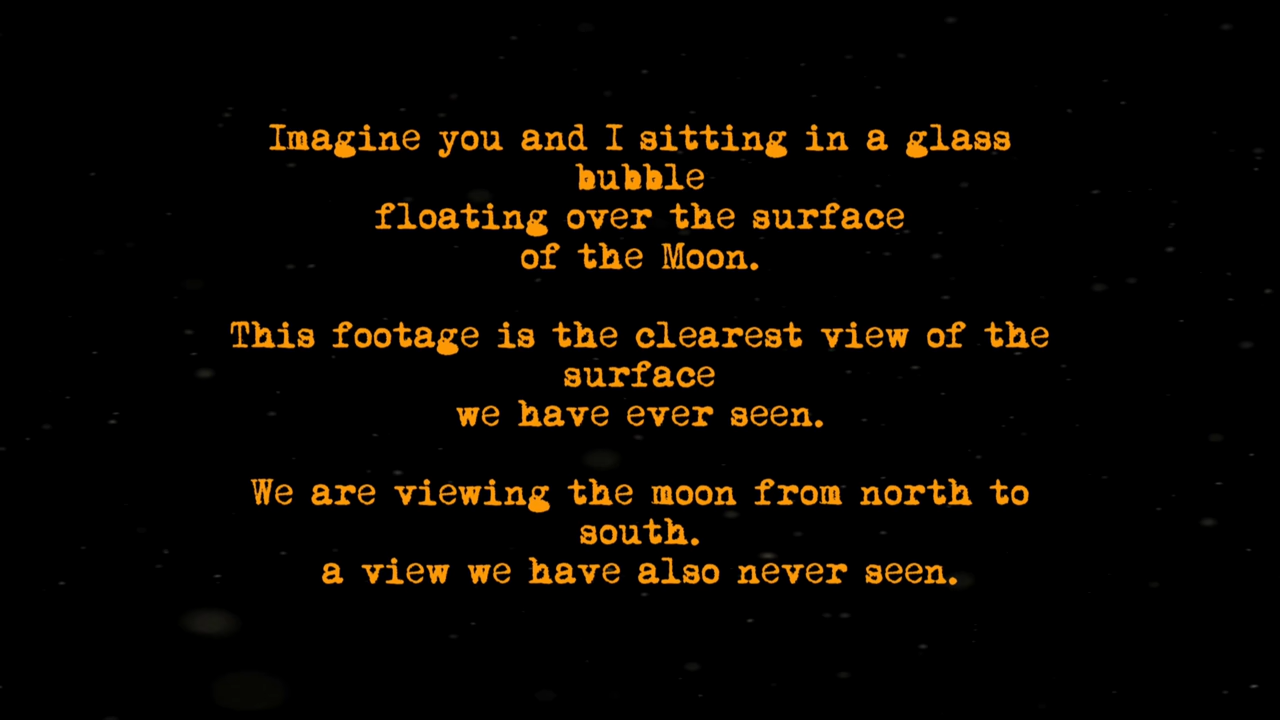 Imagine you and I sitting in a glass
bubble
floating over the surface
of the Moon.
This footage is the clearest view of the
surface
we have ever seen.
We are viewing the moon from north to
south.
a view we have also never seen.